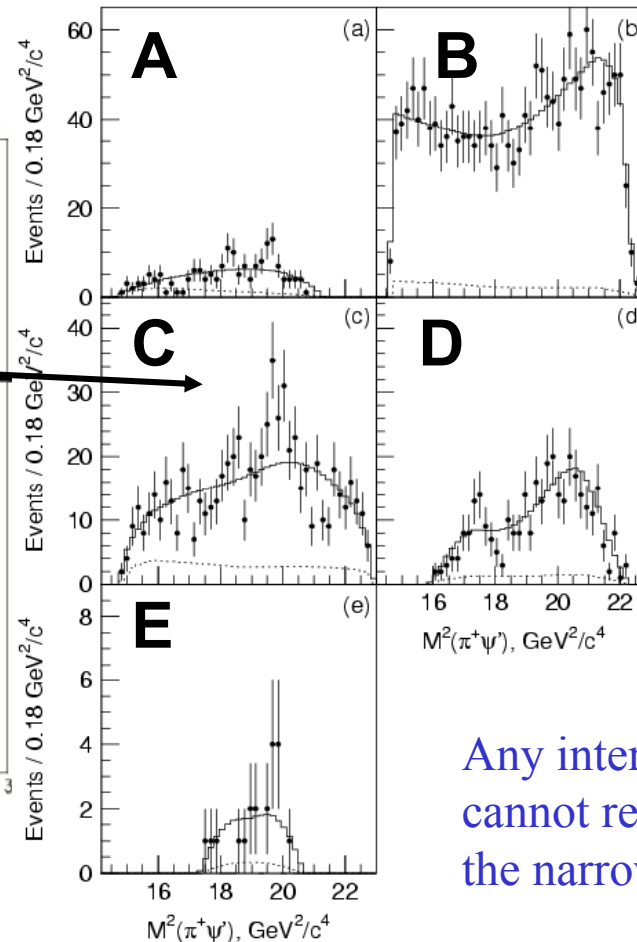 A
(a)
Events / 0.18 GeV²/c⁴
60
40
20
0
B
(b
C
(c)
Events / 0.18 GeV²/c⁴
40
30
20
10
0
D
(d
16 18 20 22
M²(π⁺ψ'), GeV²/c⁴
E
(e)
Events / 0.18 GeV²/c⁴
8
6
4
2
0
16 18 20 22
M²(π⁺ψ'), GeV²/c⁴
Any inter
cannot re
the narrov